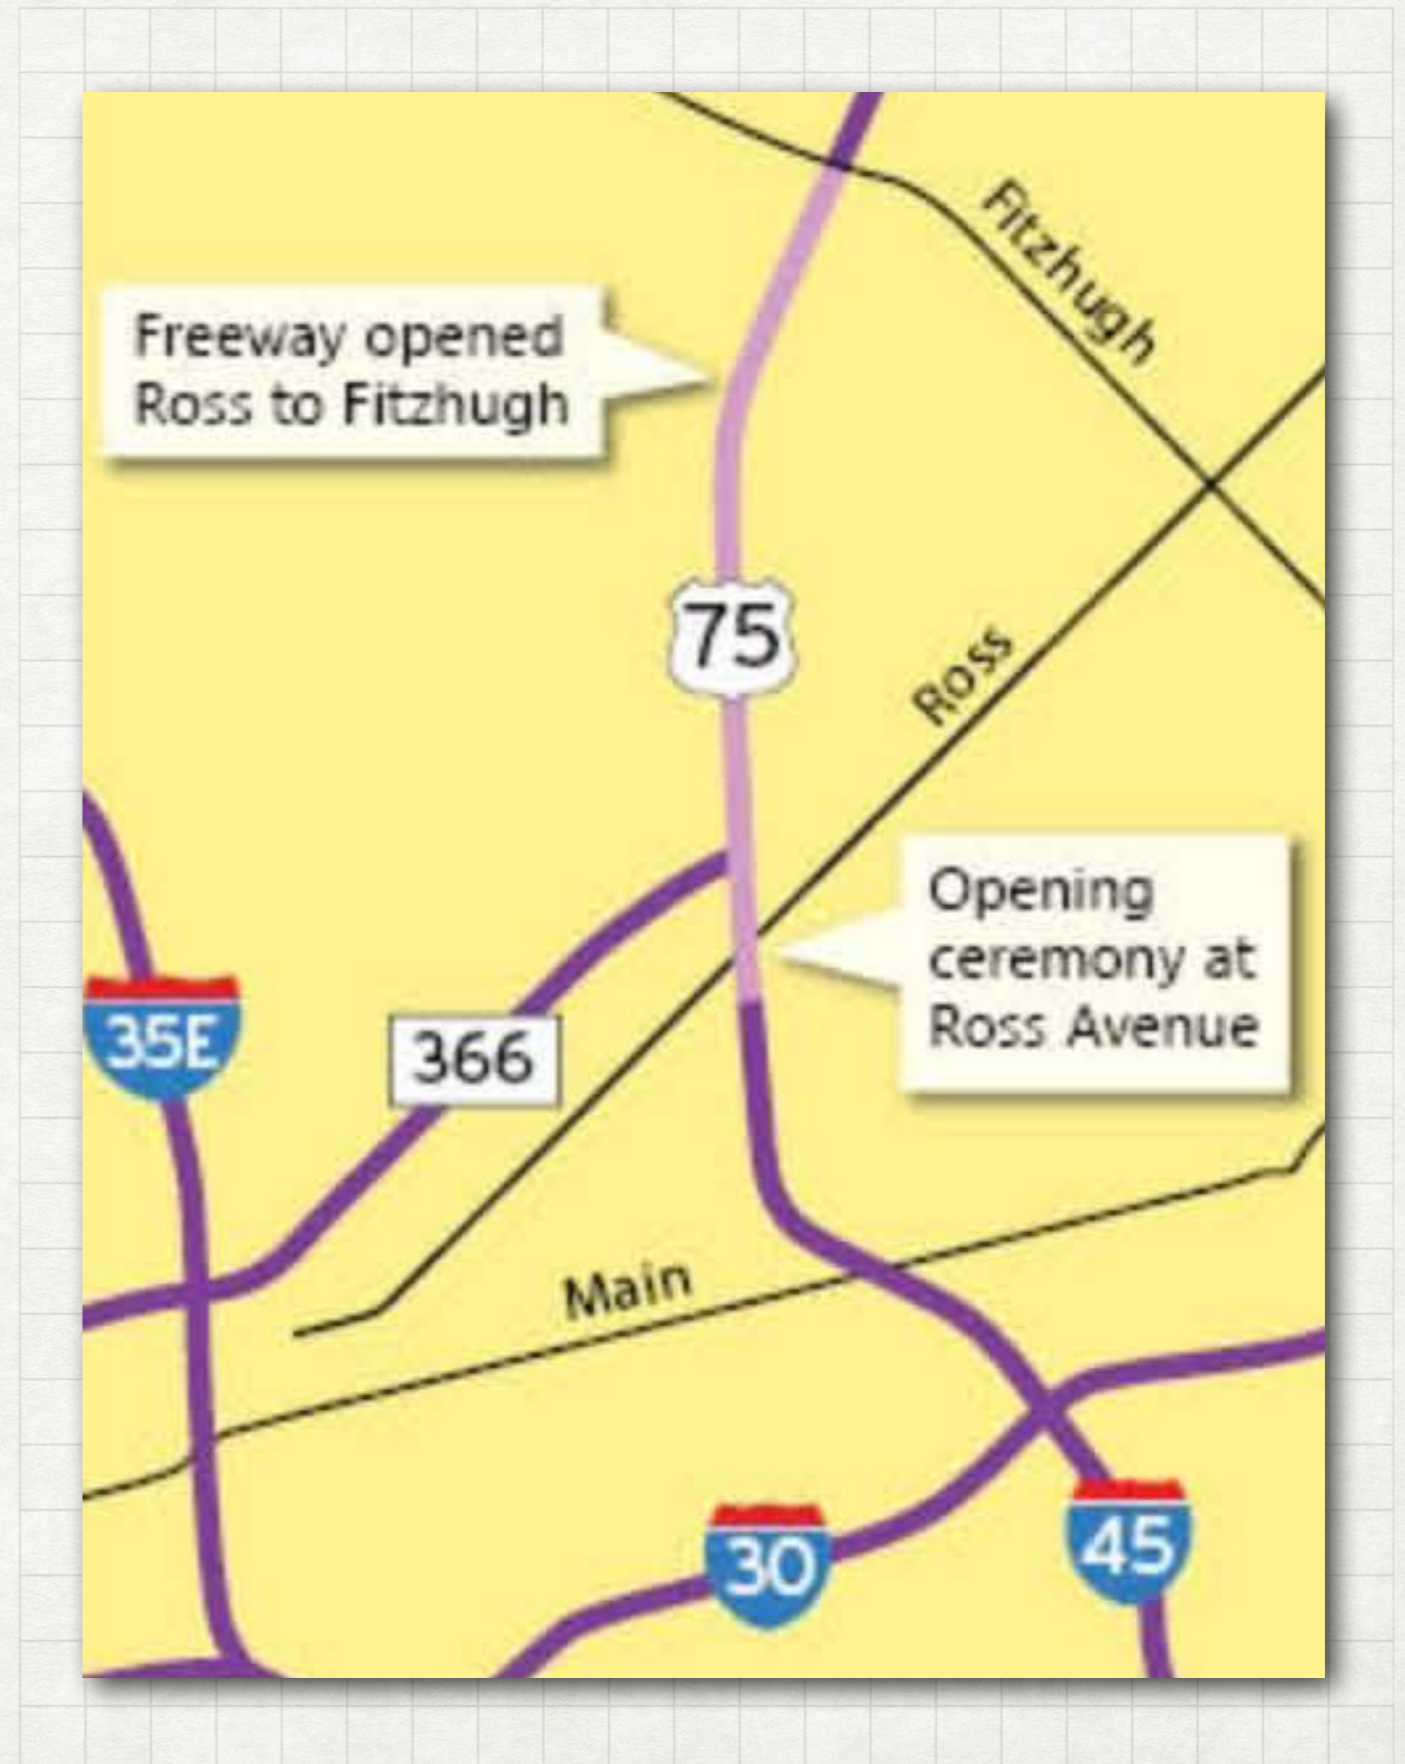 Fitzhugh
Freeway opened
Ross to Fitzhugh
75
Ross
Opening
ceremony at
Ross Avenue
35E
366
Main
30
45